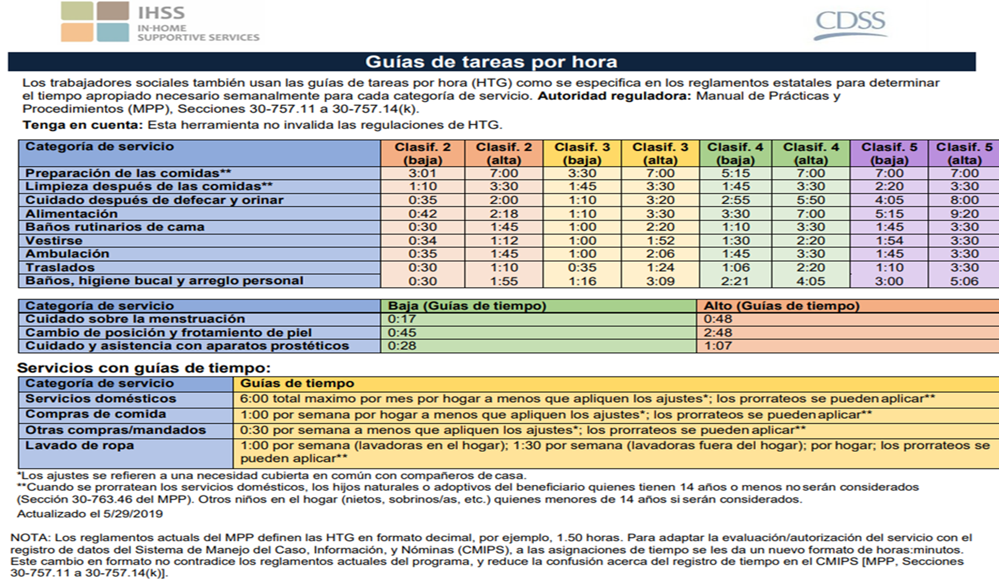 IHSS
IN-HOME
SUPPORTIVE SERVICES
CDSS
Guías de tareas por hora
Los trabajadores sociales también usan las guías de tareas por hora (HTG) como se especifica en los reglamentos estatales para determinar
el tiempo apropiado necesario semanalmente para cada categoría de servicio. Autoridad reguladora: Manual de Prácticas y
Procedimientos (MPP), Secciones 30-757.11 a 30-757.14(k).
Tenga en cuenta: Esta herramienta no invalida las regulaciones de HTG.
Categoría de servicio Clasif. 2 (baja) Clasif. 2 (alta) Clasif. 3 (baja) Clasif. 3 (alta) Clasif. 4 (baja) Clasif. 4 (alta) Clasif. 5 (baja) Clasif. 5 (alta)
Preparación de las comidas** 3:01 7:00 3:30 7:00 5:15 7:00 7:00 7:00
Limpieza después de las comidas** 1:10 3:30 1:45 3:30 1:45 3:30 2:20 3:30
Cuidado después de defecar y orinar 0:35 2:00 1:10 3:20 2:55 5:50 4:05 8:00
Alimentación 0:42 2:18 1:10 3:30 3:30 7:00 5:15 9:20
Baños rutinarios de cama 0:30 1:45 1:00 2:20 1:10 3:30 1:45 3:30
Vestirse 0:34 1:12 1:00 1:52 1:30 2:20 1:54 3:30
Ambulación 0:35 1:45 1:00 2:06 1:45 3:30 1:45 3:30
Traslados 0:30 1:10 0:35 1:24 1:06 2:20 1:10 3:30
Baños, higiene bucal y arreglo personal 0:30 1:55 1:16 3:09 2:21 4:05 3:00 5:06
Categoría de servicio Baja (Guías de tiempo) Alto (Guías de tiempo)
Cuidado sobre la menstruación 0:17 0:48
Cambio de posición y frotamiento de piel 0:45 2:48
Cuidado y asistencia con aparatos prostéticos 0:28 1:07
Servicios con guías de tiempo:
Categoría de servicio Guías de tiempo
Servicios domésticos 6:00 total maximo por mes por hogar a menos que apliquen los ajustes*; los prorrateos se pueden aplicar**
Compras de comida 1:00 por semana por hogar a menos que apliquen los ajustes*; los prorrateos se pueden aplicar**
Otras compras/mandados 0:30 por semana a menos que apliquen los ajustes*; los prorrateos se pueden aplicar**
Lavado de ropa 1:00 por semana (lavadoras en el hogar); 1:30 por semana (lavadoras fuera del hogar); por hogar; los prorrateos se
pueden aplicar**
*Los ajustes se refieren a una necesidad cubierta en común con compañeros de casa.
**Cuando se prorratean los servicios domésticos, los hijos naturales o adoptivos del beneficiario quienes tienen 14 años o menos no serán considerados
(Sección 30-763.46 del MPP). Otros niños en el hogar (nietos, sobrinos/as, etc.) quienes menores de 14 años si serán considerados.
Actualizado el 5/29/2019
NOTA: Los reglamentos actuals del MPP definen las HTG en formato decimal, por ejemplo, 1.50 horas. Para adaptar la evaluación/autorización del servicio con el
registro de datos del Sistema de Manejo del Caso, Información, y Nóminas (CMIPS), a las asignaciones de tiempo se les da un nuevo formato de horas:minutos.
Este cambio en formato no contradice los reglamentos actuales del programa, y reduce la confusión acerca del registro de tiempo en el CMIPS [MPP, Secciones
30-757.11 a 30-757.14(k)].